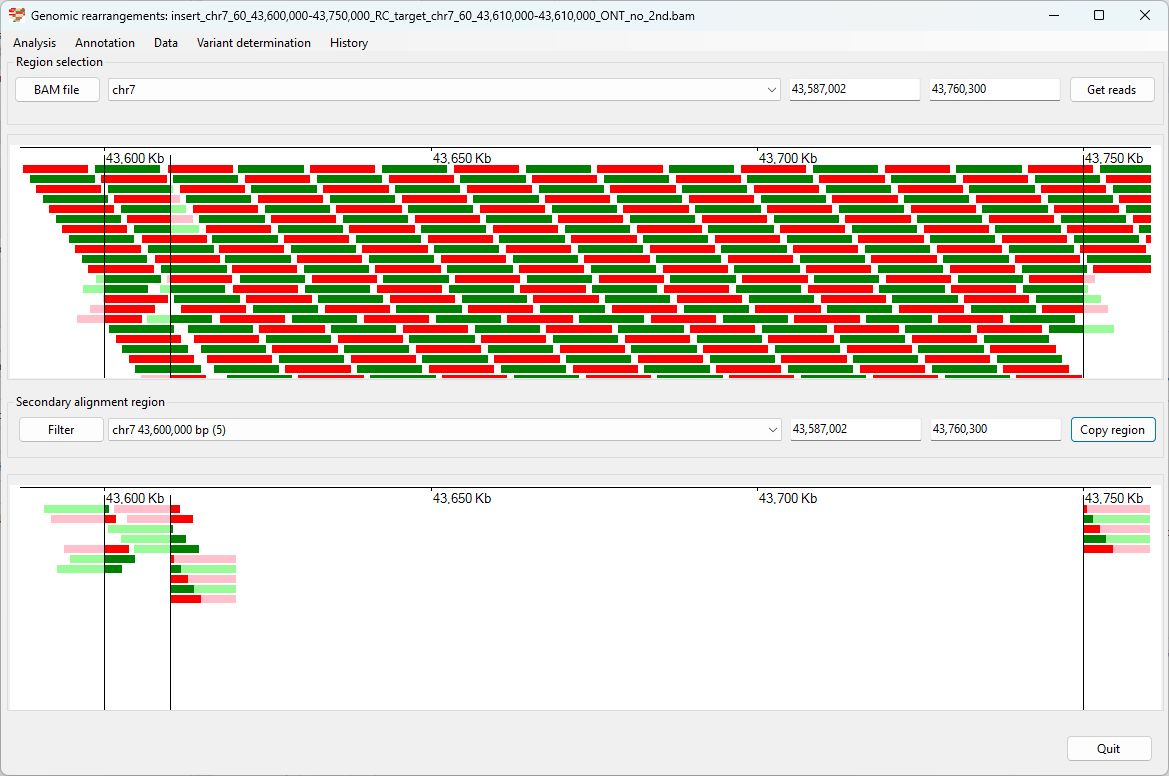 Genomic rearrangements: insert_chr7_60_43,600,000-43,750,000_RC_target_chr7_60_43,610,000-43,610,000_ONT_no_2nd.bam
Analysis Annotation Data Variant determination History
Region selection
BAM file chr7 43,587,002 43,760,300 Get reads
43,600 Kb 43,650 Kb 43,700 Kb 43,750 Kb
Secondary alignment region
Filter chr7 43,600,000 bp (5) 43,587,002 43,760,300 Copy region
43,600 Kb 43,650 Kb 43,700 Kb 43,750 Kb
Quit